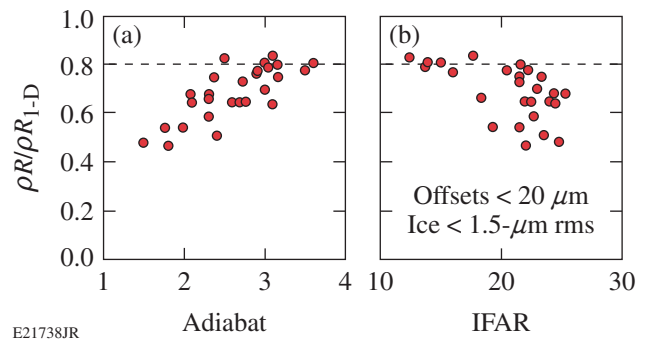 (a)
(b)
ρR/ρR1-D
1.0
0.8
0.6
0.4
0.2
0.0
Offsets < 20 μm
Ice < 1.5-μm rms
1
2
3
4
10
20
30
Adiabat
IFAR
E21738JR